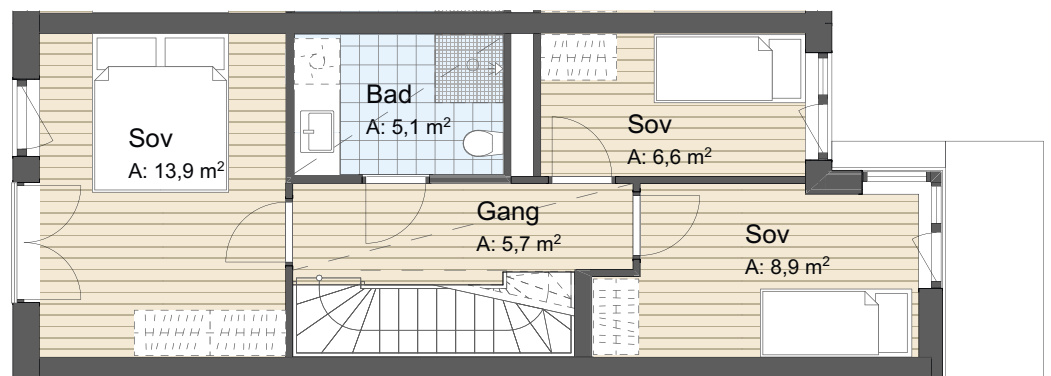 Sov
A: 13,9 m²
Bad
A: 5,1 m²
Sov
A: 6,6 m²
Gang
A: 5,7 m²
Sov
A: 8,9 m²